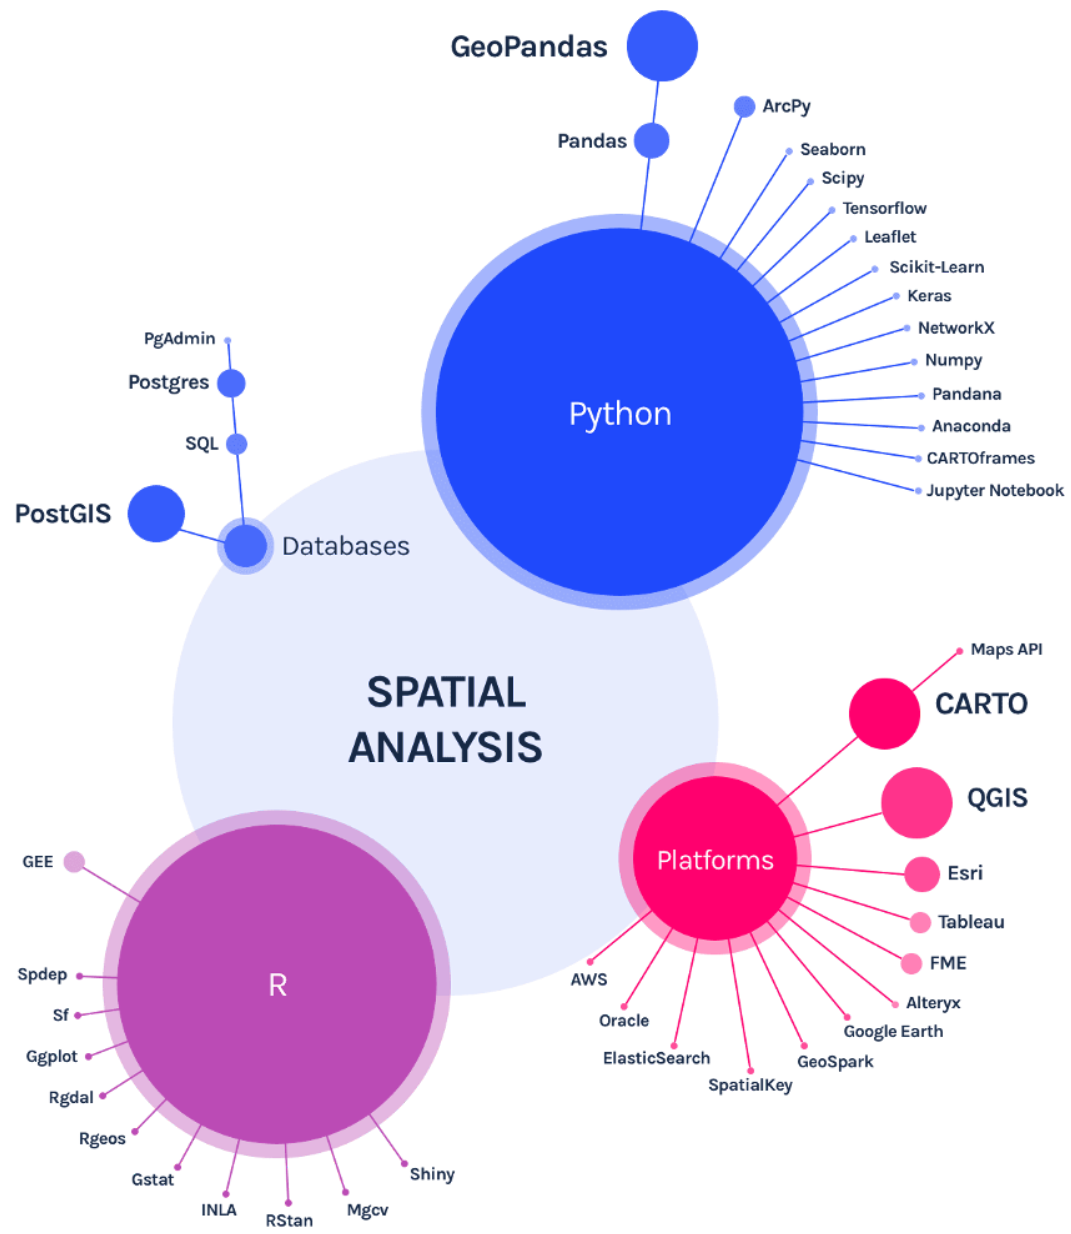 GeoPandas
ArcPy
Pandas
Seaborn
Scipy
Tensorflow
Leaflet
Scikit-Learn
Keras
NetworkX
Numpy
Pandana
Anaconda
CARTOframes
Jupyter Notebook
Python
PgAdmin
Postgres
SQL
PostGIS
Databases
SPATIAL
ANALYSIS
Maps API
CARTO
QGIS
Esri
Tableau
FME
Alteryx
Google Earth
GeoSpark
SpatialKey
ElasticSearch
Oracle
AWS
Platforms
GEE
Spdep
Sf
Ggplot
Rgdal
Rgeos
Gstat
INLA
RStan
Mgcv
Shiny
R